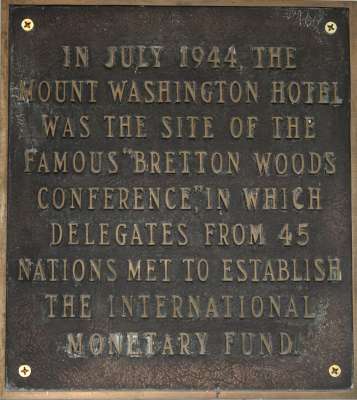 IN JULY 1944, THE
MOUNT WASHINGTON HOTEL
WAS THE SITE OF THE
FAMOUS "BRETTON WOODS
CONFERENCE," IN WHICH
DELEGATES FROM 45
NATIONS MET TO ESTABLISH
THE INTERNATIONAL
MONETARY FUND.